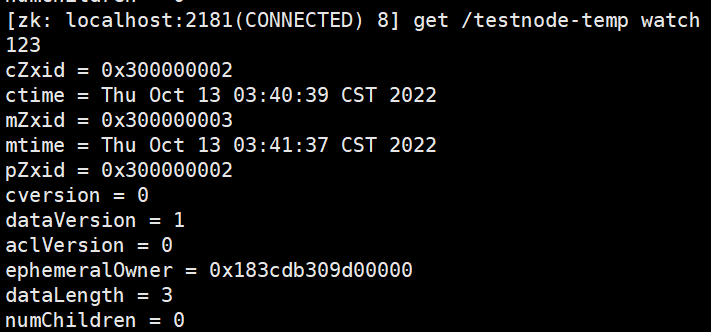 numChildren = 0
[zk: localhost:2181(CONNECTED) 8] get /testnode-temp watch
123
cZxid = 0x300000002
ctime = Thu Oct 13 03:40:39 CST 2022
mZxid = 0x300000003
mtime = Thu Oct 13 03:41:37 CST 2022
pZxid = 0x300000002
cversion = 0
dataVersion = 1
aclVersion = 0
ephemeralOwner = 0x183cdb309d00000
dataLength = 3
numChildren = 0